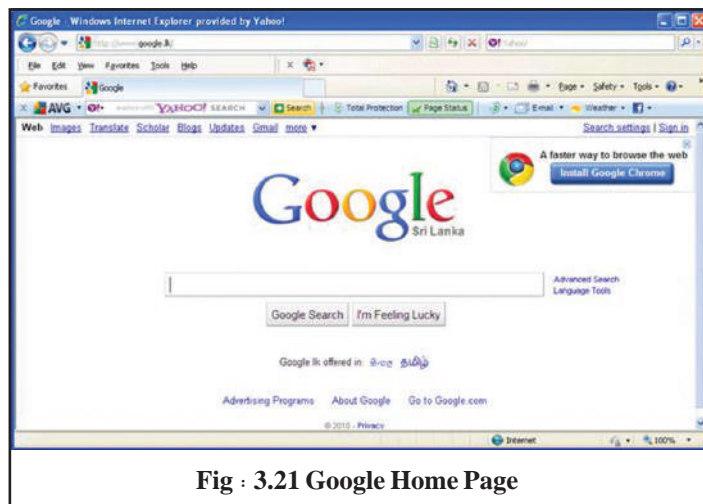 Google - Windows Internet Explorer provided by Yahoo!
google.lk
File Edit View Favorites Tools Help
Favorites Google
Page Safety Tools
AVG YAHOO! SEARCH Search Total Protection Page Status E-mail Weather
Web Images Translate Scholar Blogs Updates Gmail more ▼ Search settings | Sign in
A faster way to browse the web
Install Google Chrome
Google
Sri Lanka
Advanced Search
Language Tools
Google Search I'm Feeling Lucky
Google.lk offered in: සිංහල தமிழ்
Advertising Programs About Google Go to Google.com
© 2010 - Privacy
Internet 100%
Fig : 3.21 Google Home Page